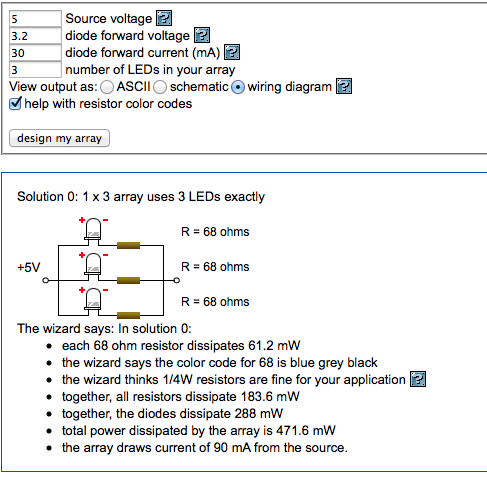 5 Source voltage ?
3.2 diode forward voltage ?
30 diode forward current (mA) ?
3 number of LEDs in your array
View output as: ASCII schematic wiring diagram ?
help with resistor color codes
design my array
Solution 0: 1 x 3 array uses 3 LEDs exactly
+ -
R = 68 ohms
+ -
+5V R = 68 ohms
+ -
R = 68 ohms
The wizard says: In solution 0:
• each 68 ohm resistor dissipates 61.2 mW
• the wizard says the color code for 68 is blue grey black
• the wizard thinks 1/4W resistors are fine for your application ?
• together, all resistors dissipate 183.6 mW
• together, the diodes dissipate 288 mW
• total power dissipated by the array is 471.6 mW
• the array draws current of 90 mA from the source.